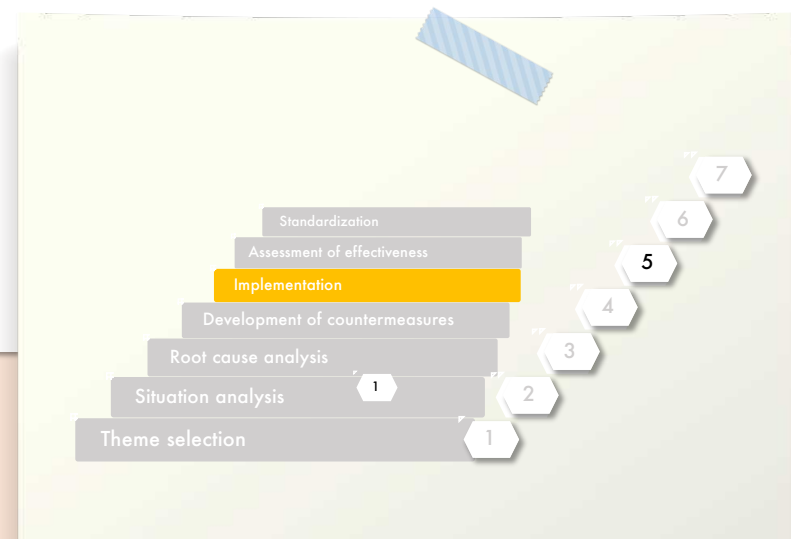 7
Standardization
6
Assessment of effectiveness
5
Implementation
4
Development of countermeasures
3
Root cause analysis
1
Situation analysis
2
Theme selection
1